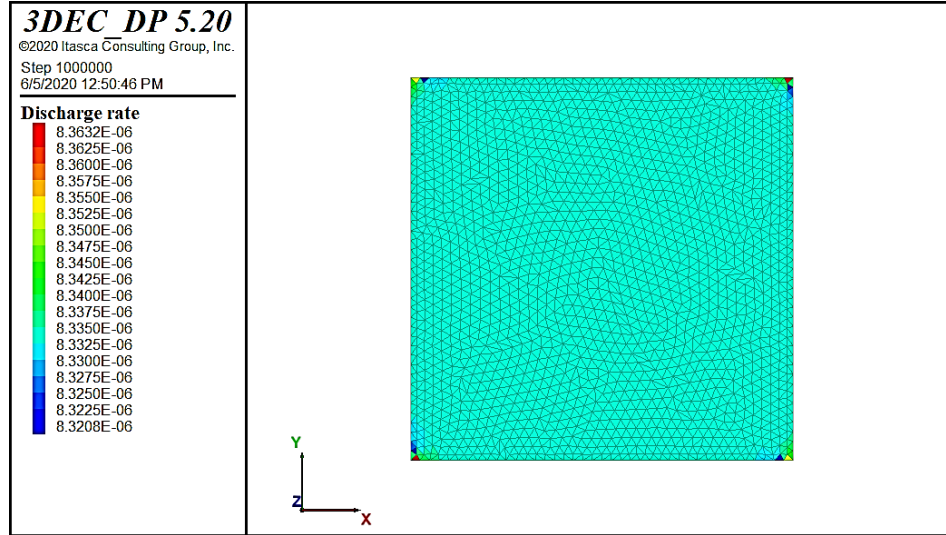 3DEC_DP 5.20
©2020 Itasca Consulting Group, Inc.
Step 1000000
6/5/2020 12:50:46 PM
Discharge rate
8.3632E-06
8.3625E-06
8.3600E-06
8.3575E-06
8.3550E-06
8.3525E-06
8.3500E-06
8.3475E-06
8.3450E-06
8.3425E-06
8.3400E-06
8.3375E-06
8.3350E-06
8.3325E-06
8.3300E-06
8.3275E-06
8.3250E-06
8.3225E-06
8.3208E-06
Y
Z
X